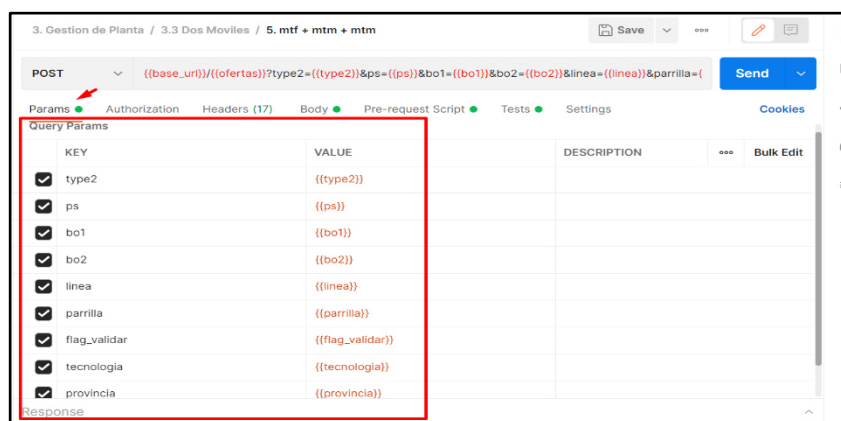 3. Gestion de Planta / 3.3 Dos Moviles / 5. mtf + mtm + mtm
Save
POST
{{base_url}}/{{ofertas}}?type2={{type2}}&ps={{ps}}&bo1={{bo1}}&bo2={{bo2}}&linea={{linea}}&parrilla={
Send
Params Authorization Headers (17) Body Pre-request Script Tests Settings Cookies
Query Params
KEY VALUE DESCRIPTION Bulk Edit
type2 {{type2}}
ps {{ps}}
bo1 {{bo1}}
bo2 {{bo2}}
linea {{linea}}
parrilla {{parrilla}}
flag_validar {{flag_validar}}
tecnologia {{tecnologia}}
provincia {{provincia}}
Response